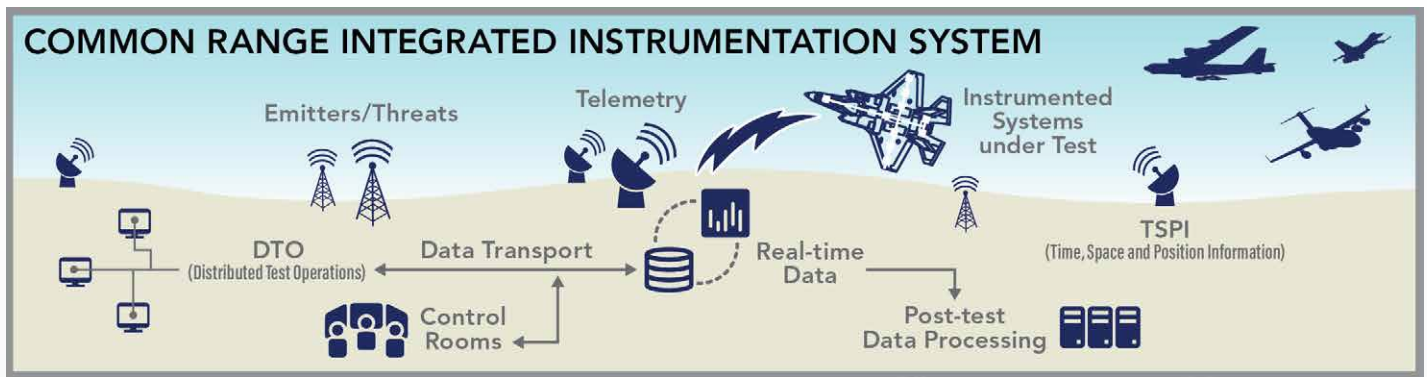 COMMON RANGE INTEGRATED INSTRUMENTATION SYSTEM
Emitters/Threats
Telemetry
Instrumented
Systems
under Test
DTO
(Distributed Test Operations)
Data Transport
Real-time
Data
TSPI
(Time, Space and Position Information)
Control
Rooms
Post-test
Data Processing